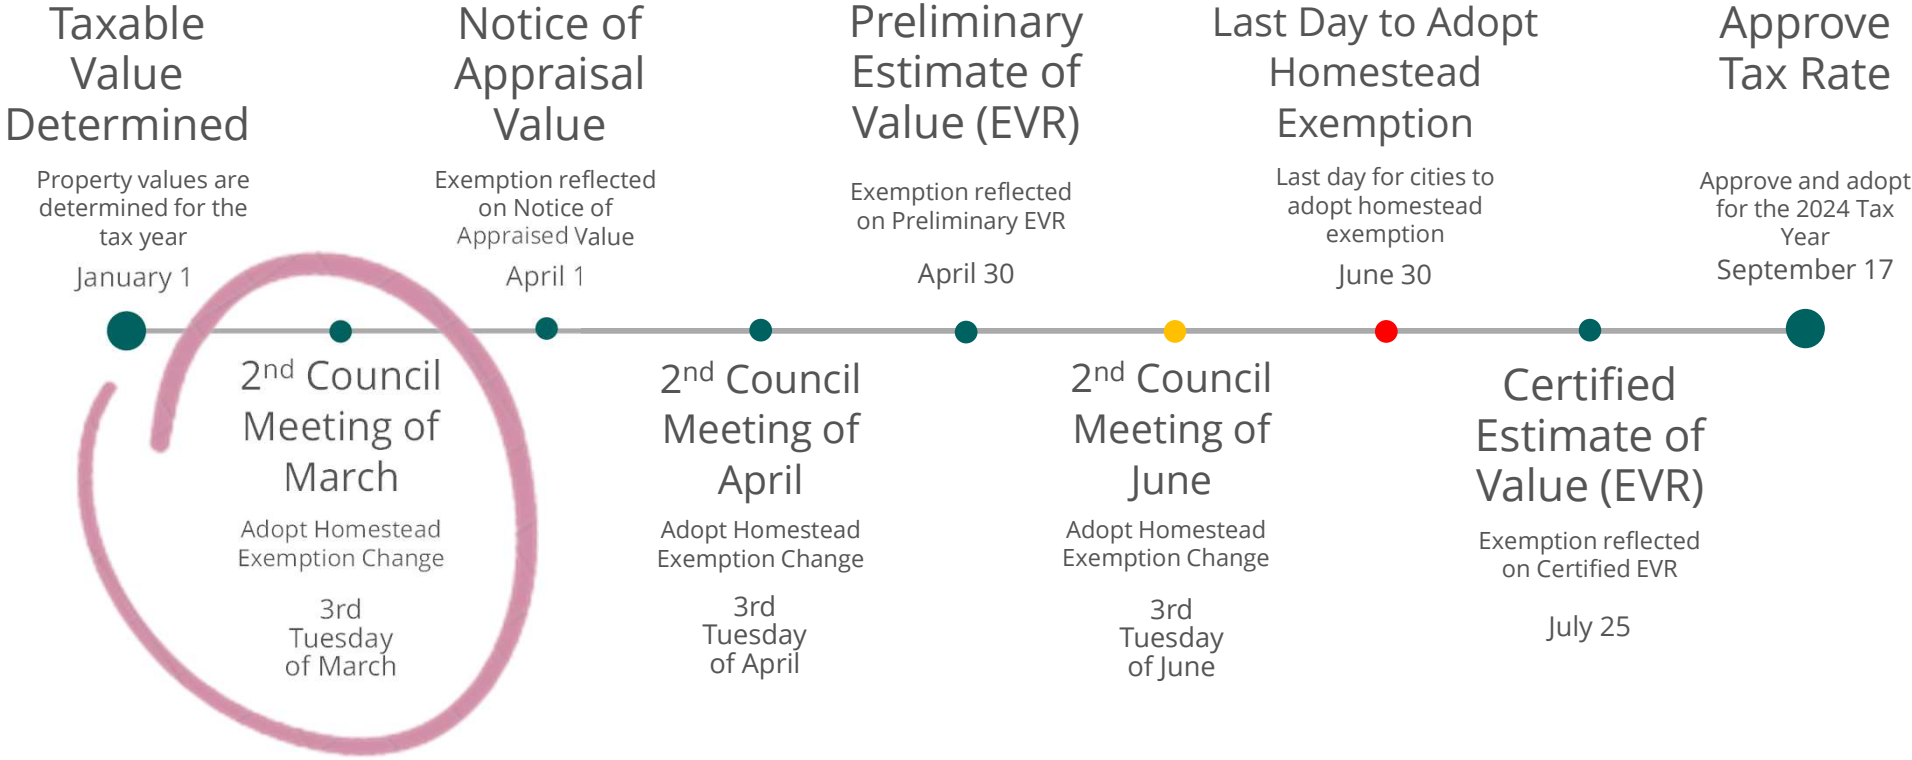 Taxable
Value
Determined
Property values are
determined for the
tax year
January 1
2nd Council
Meeting of
March
Adopt Homestead
Exemption Change
3rd
Tuesday
of March
Notice of
Appraisal
Value
Exemption reflected
on Notice of
Appraised Value
April 1
2nd Council
Meeting of
April
Adopt Homestead
Exemption Change
3rd
Tuesday
of April
Preliminary
Estimate of
Value (EVR)
Exemption reflected
on Preliminary EVR
April 30
2nd Council
Meeting of
June
Adopt Homestead
Exemption Change
3rd
Tuesday
of June
Last Day to Adopt
Homestead
Exemption
Last day for cities to
adopt homestead
exemption
June 30
Certified
Estimate of
Value (EVR)
Exemption reflected
on Certified EVR
July 25
Approve
Tax Rate
Approve and adopt
for the 2024 Tax
Year
September 17